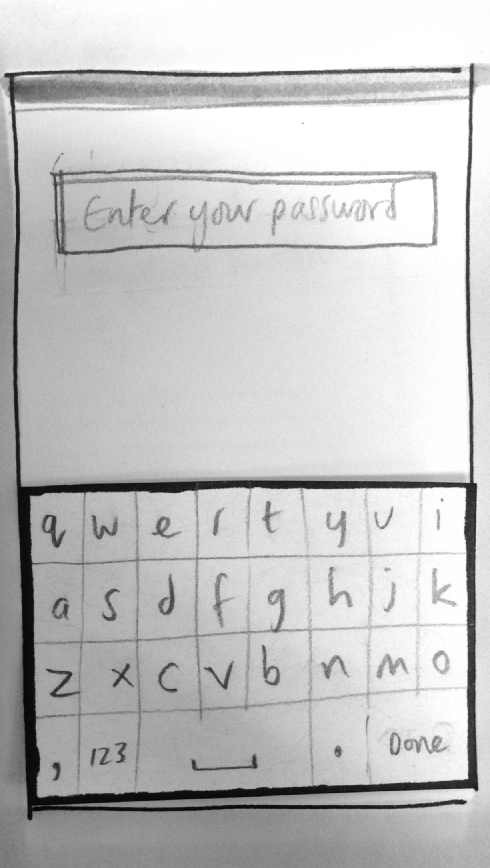 Enter your password
q w e r t y u i
a s d f g h j k
z x c v b n m o
, 123 . Done